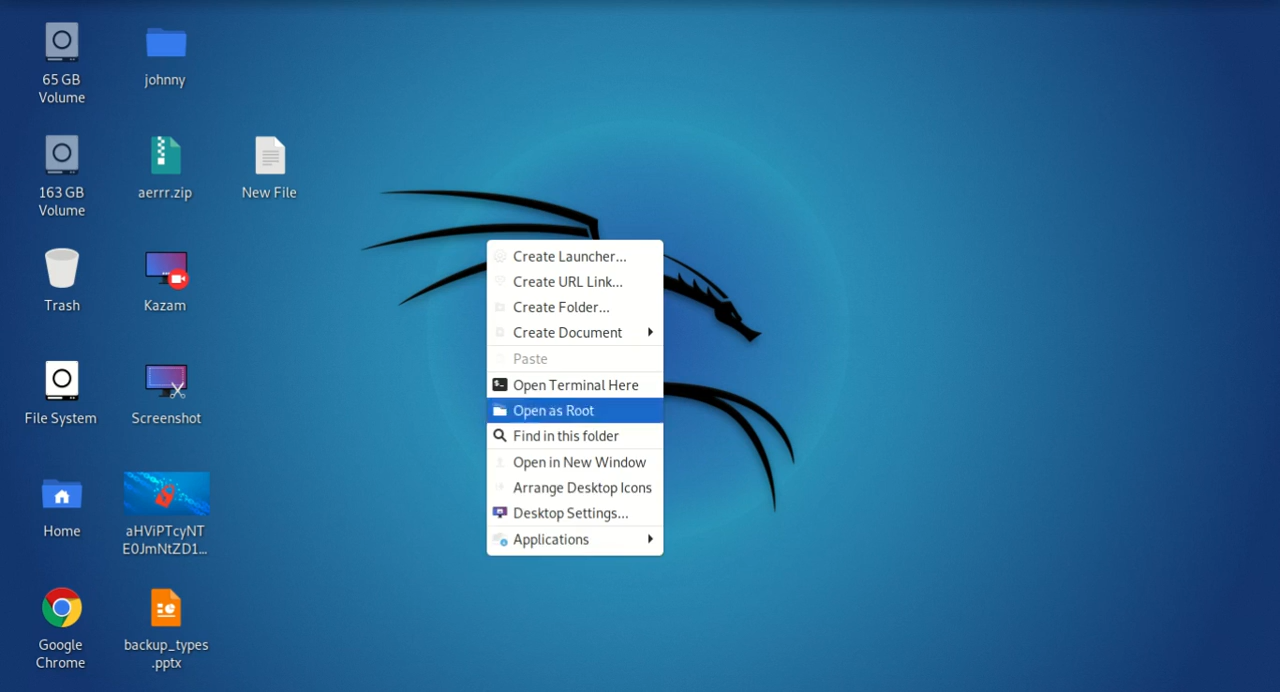 65 GB
Volume
johnny
163 GB
Volume
aerrr.zip
New File
Trash
Kazam
File System
Screenshot
Home
aHViPTcyNT
E0JmNtZD1...
Google
Chrome
backup_types
.pptx
Create Launcher...
Create URL Link...
Create Folder...
Create Document
Paste
Open Terminal Here
Open as Root
Find in this folder
Open in New Window
Arrange Desktop Icons
Desktop Settings...
Applications